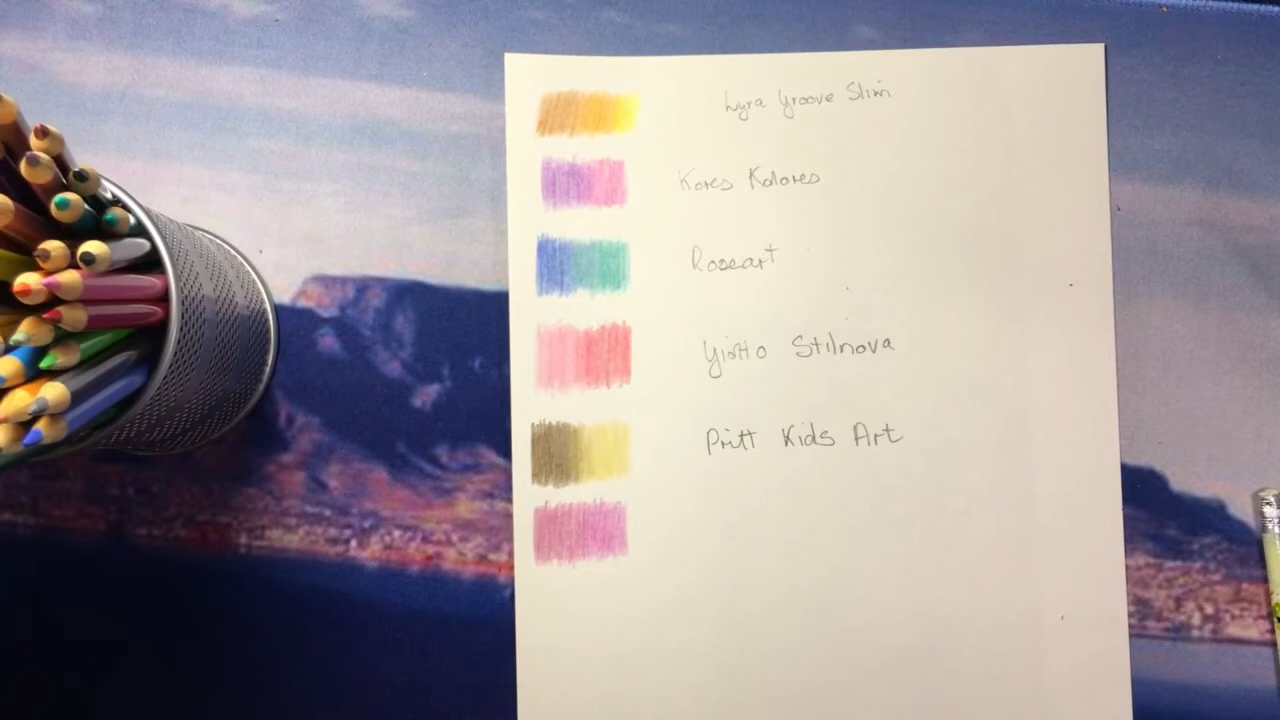 Lyra Groove Slim
Kores Kolores
Roseart
Giotto Stilnova
Pritt Kids Art